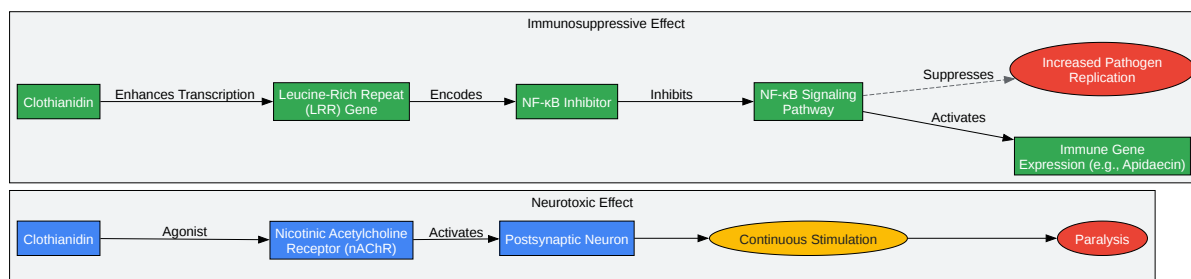 Immunosuppressive Effect
Clothianidin
Enhances Transcription
Leucine-Rich Repeat
(LRR) Gene
Encodes
NF-κB Inhibitor
Inhibits
NF-κB Signaling
Pathway
Suppresses
Increased Pathogen
Replication
Activates
Immune Gene
Expression (e.g., Apidaecin)
Neurotoxic Effect
Clothianidin
Agonist
Nicotinic Acetylcholine
Receptor (nAChR)
Activates
Postsynaptic Neuron
Continuous Stimulation
Paralysis